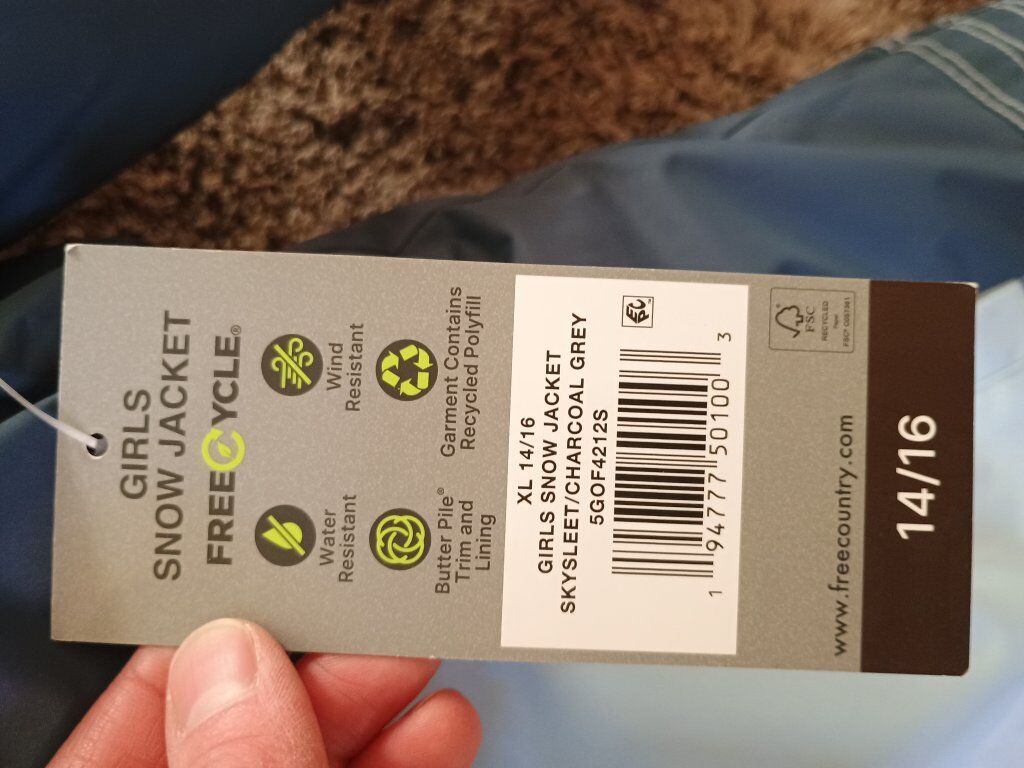 GIRLS
SNOW JACKET
FREECYCLE®
Water
Resistant
Wind
Resistant
Butter Pile®
Trim and
Lining
Garment Contains
Recycled Polyfill
XL 14/16
GIRLS SNOW JACKET
SKYSLEET/CHARCOAL GREY
5GOF4212S
1 94777 50100 3
FSC
RECYCLED
Paper
www.freecountry.com
14/16